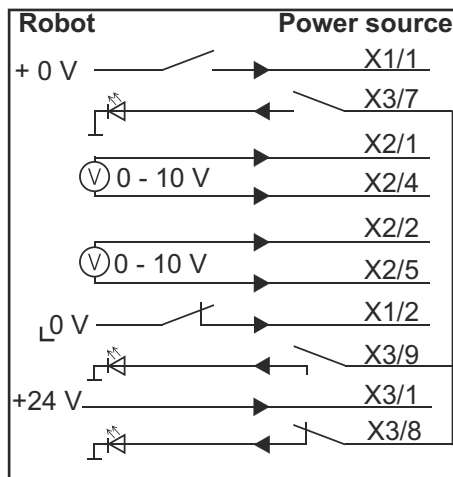 Robot Power source
+ 0 V X1/1
X3/7
X2/1
V 0 - 10 V
X2/4
X2/2
V 0 - 10 V
X2/5
0 V X1/2
X3/9
+24 V X3/1
X3/8